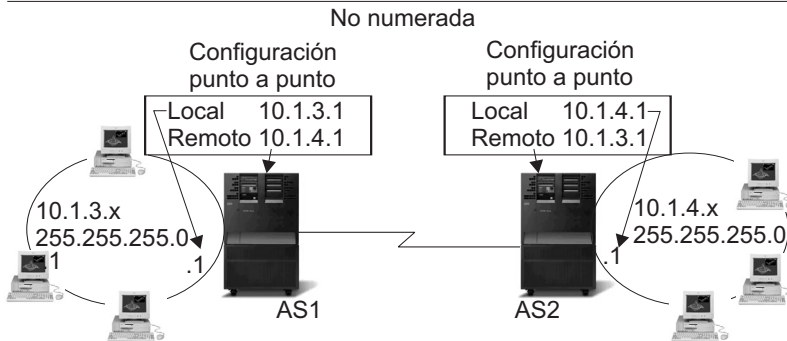 No numerada
Configuración
punto a punto
Local 10.1.3.1
Remoto 10.1.4.1
Configuración
punto a punto
Local 10.1.4.1
Remoto 10.1.3.1
10.1.3.x
255.255.255.0
1
.1
AS1
10.1.4.x
255.255.255.0
.1
AS2